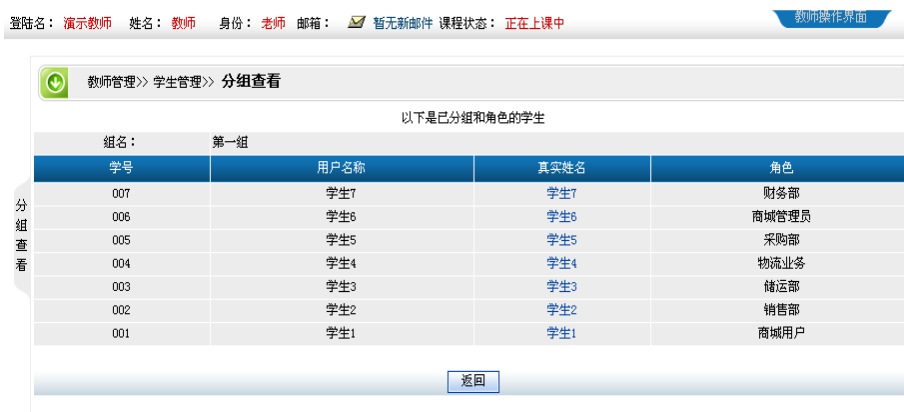 登陆名： 演示教师 姓名： 教师 身份： 老师 邮箱： 暂无新邮件 课程状态： 正在上课中
教师操作界面
教师管理>> 学生管理>> 分组查看
以下是已分组和角色的学生
组名： 第一组
学号 用户名称 真实姓名 角色
007 学生7 学生7 财务部
006 学生6 学生6 商城管理员
005 学生5 学生5 采购部
004 学生4 学生4 物流业务
003 学生3 学生3 储运部
002 学生2 学生2 销售部
001 学生1 学生1 商城用户
分组查看
返回